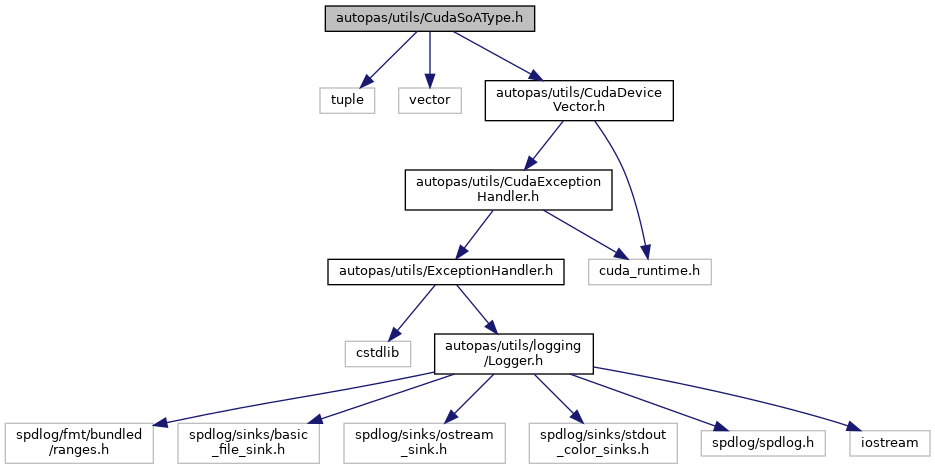 autopas/utils/CudaSoAType.h
tuple
vector
autopas/utils/CudaDevice
Vector.h
autopas/utils/CudaException
Handler.h
autopas/utils/ExceptionHandler.h
cuda_runtime.h
cstdlib
autopas/utils/logging
/Logger.h
spdlog/fmt/bundled
/ranges.h
spdlog/sinks/basic
_file_sink.h
spdlog/sinks/ostream
_sink.h
spdlog/sinks/stdout
_color_sinks.h
spdlog/spdlog.h
iostream